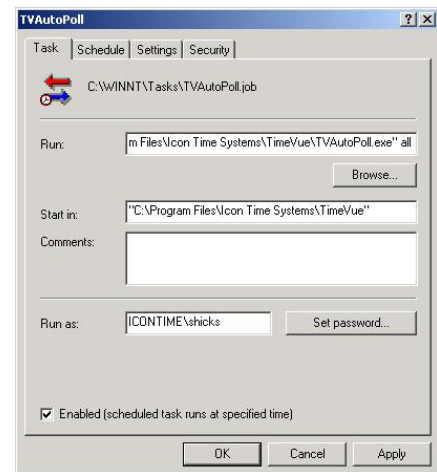 TVAutoPoll
Task Schedule Settings Security
C:\WINNT\Tasks\TVAutoPoll.job
Run: m Files\Icon Time Systems\TimeVue\TVAutoPoll.exe" all
Browse...
Start in: "C:\Program Files\Icon Time Systems\TimeVue"
Comments:
Run as: ICONTIME\shicks Set password...
Enabled (scheduled task runs at specified time)
OK Cancel Apply